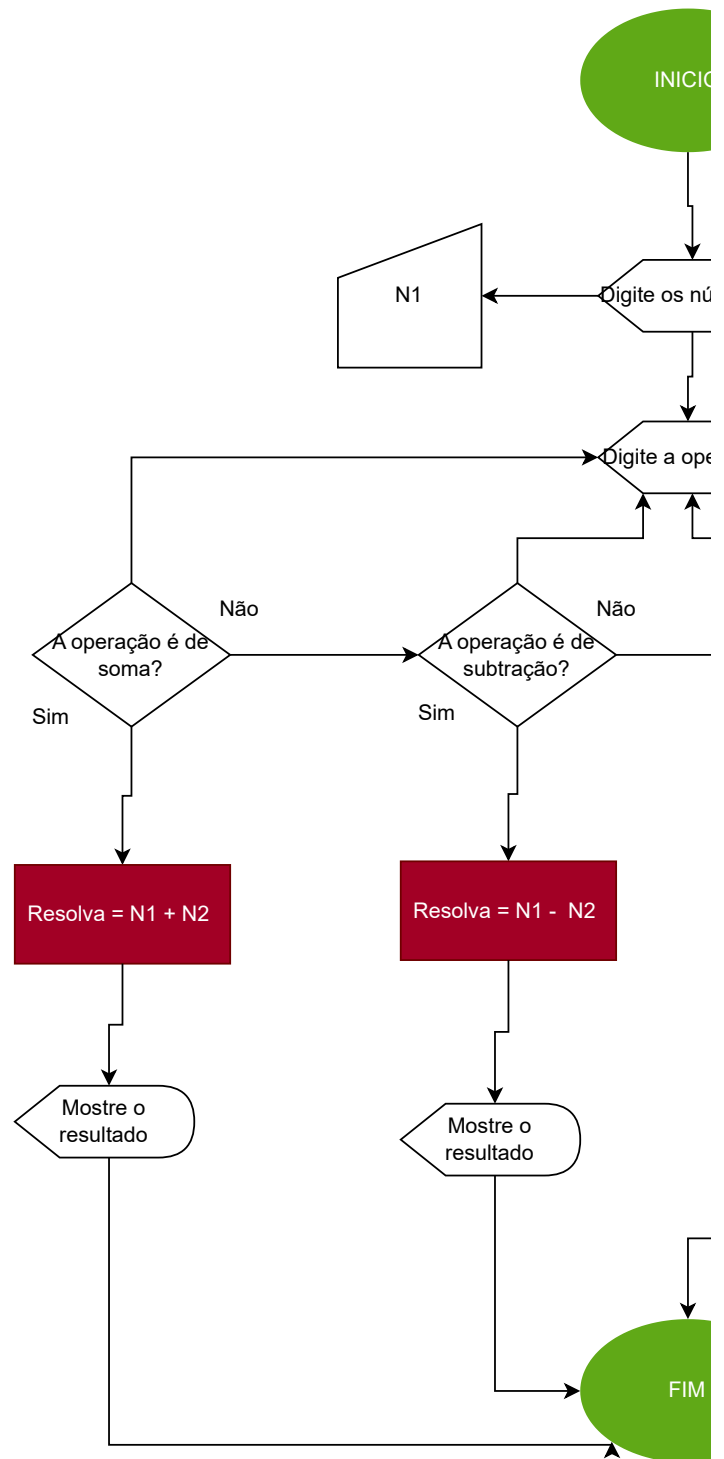 INICIO
N1
Digite os nú
Digite a ope
Não
Não
A operação é de
soma?
A operação é de
subtração?
Sim
Sim
Resolva = N1 + N2
Resolva = N1 -  N2
Mostre o
resultado
Mostre o
resultado
FIM